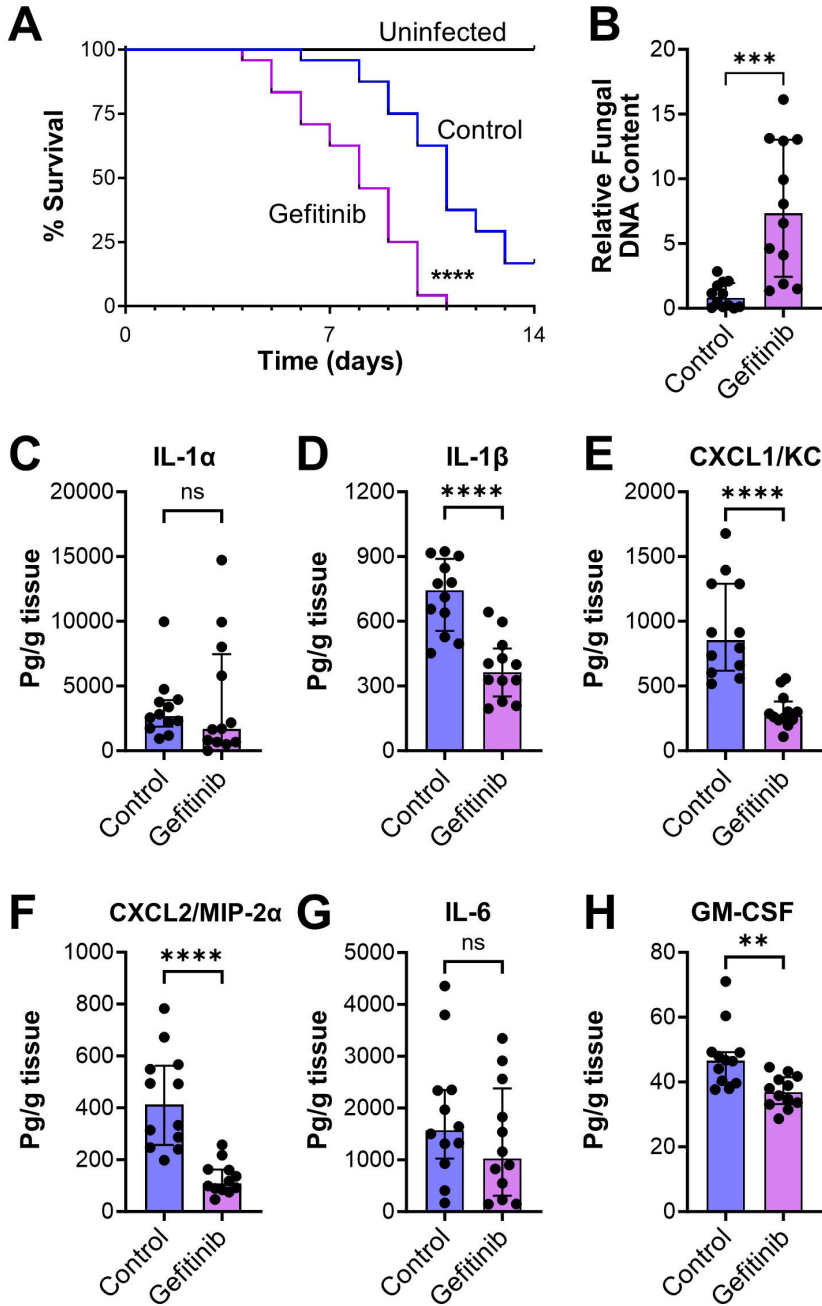 A
Uninfected
100
75
50
25
0
% Survival
Control
Gefitinib
****
0
7
14
Time (days)
B
20
15
10
5
0
Relative Fungal
DNA Content
***
Control
Gefitinib
C
IL-1α
ns
20000
15000
10000
5000
0
Pg/g tissue
Control
Gefitinib
D
IL-1β
****
1200
900
600
300
0
Pg/g tissue
Control
Gefitinib
E
CXCL1/KC
****
2000
1500
1000
500
0
Pg/g tissue
Control
Gefitinib
F
CXCL2/MIP-2α
****
1000
800
600
400
200
0
Pg/g tissue
Control
Gefitinib
G
IL-6
ns
5000
4000
3000
2000
1000
0
Pg/g tissue
Control
Gefitinib
H
GM-CSF
**
80
60
40
20
0
Pg/g tissue
Control
Gefitinib